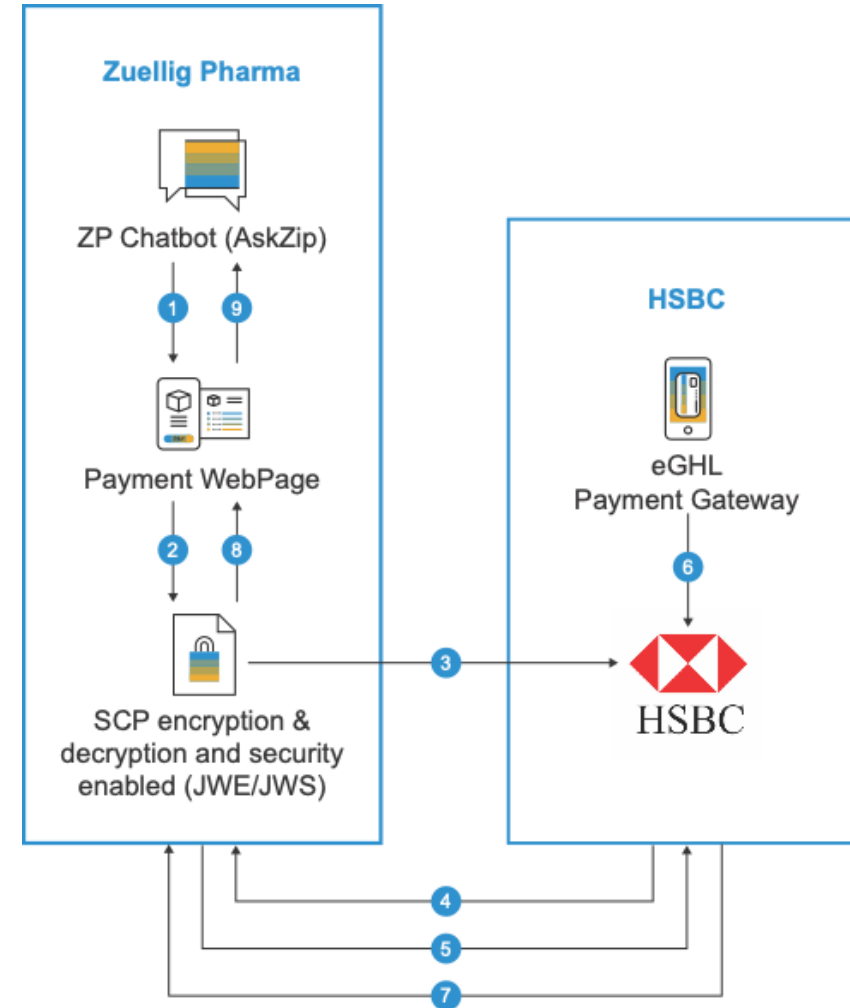 Zuellig Pharma
ZP Chatbot (AskZip)
1
9
Payment WebPage
2
8
SCP encryption &
decryption and security
enabled (JWE/JWS)
3
HSBC
eGHL
Payment Gateway
6
HSBC
4
5
7